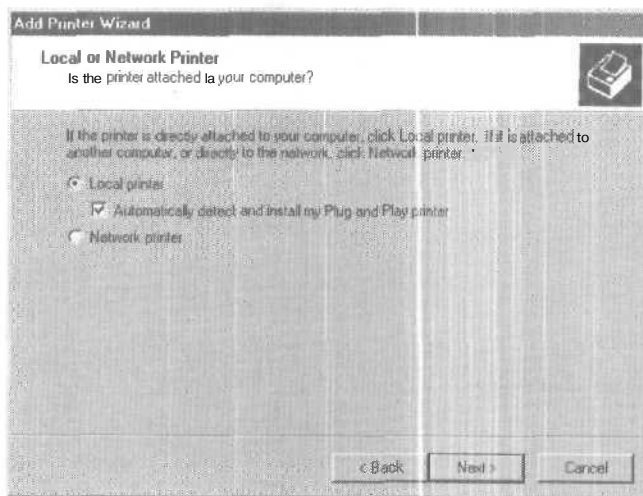 Add Printer Wizard
Local or Network Printer
Is the printer attached la your computer?
If the printer is directly attached to your computer, click Local printer. If it is attached to
another computer, or directly to the network, click Network printer.
Local printer
Automatically detect and install my Plug and Play printer
Network printer
< Back
Next >
Cancel